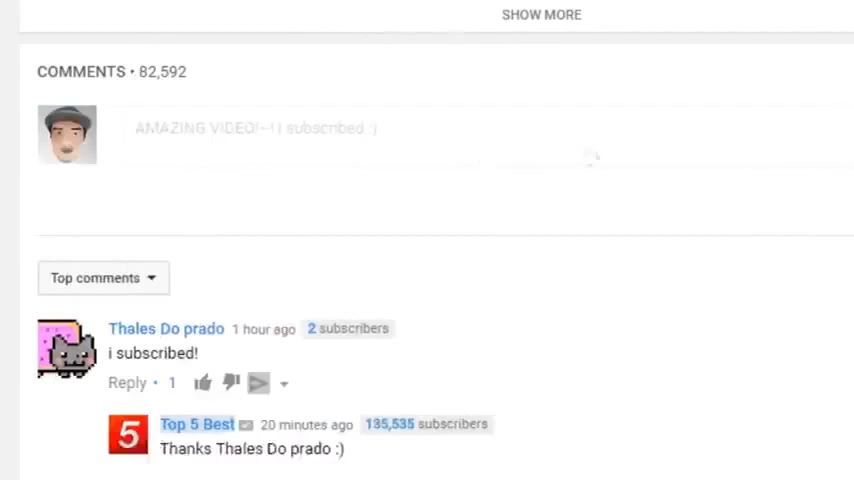 SHOW MORE
COMMENTS • 82,592
AMAZING VIDEO!~! I subscribed :)
Top comments
Thales Do prado 1 hour ago 2 subscribers
i subscribed!
Reply • 1
5 Top 5 Best 20 minutes ago 135,535 subscribers
Thanks Thales Do prado :)